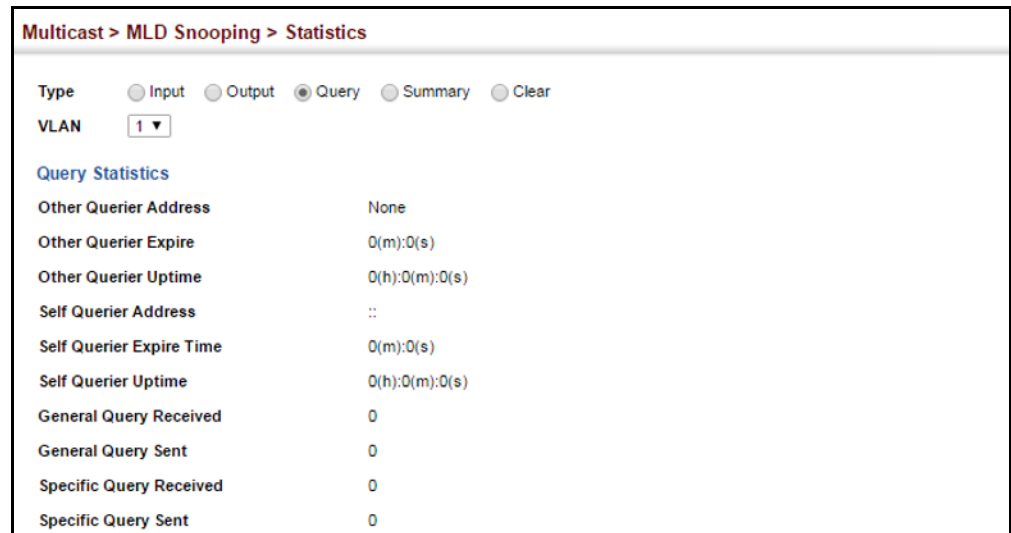 Multicast > MLD Snooping > Statistics
Type Input Output Query Summary Clear
VLAN 1
Query Statistics
Other Querier Address None
Other Querier Expire 0(m):0(s)
Other Querier Uptime 0(h):0(m):0(s)
Self Querier Address ::
Self Querier Expire Time 0(m):0(s)
Self Querier Uptime 0(h):0(m):0(s)
General Query Received 0
General Query Sent 0
Specific Query Received 0
Specific Query Sent 0